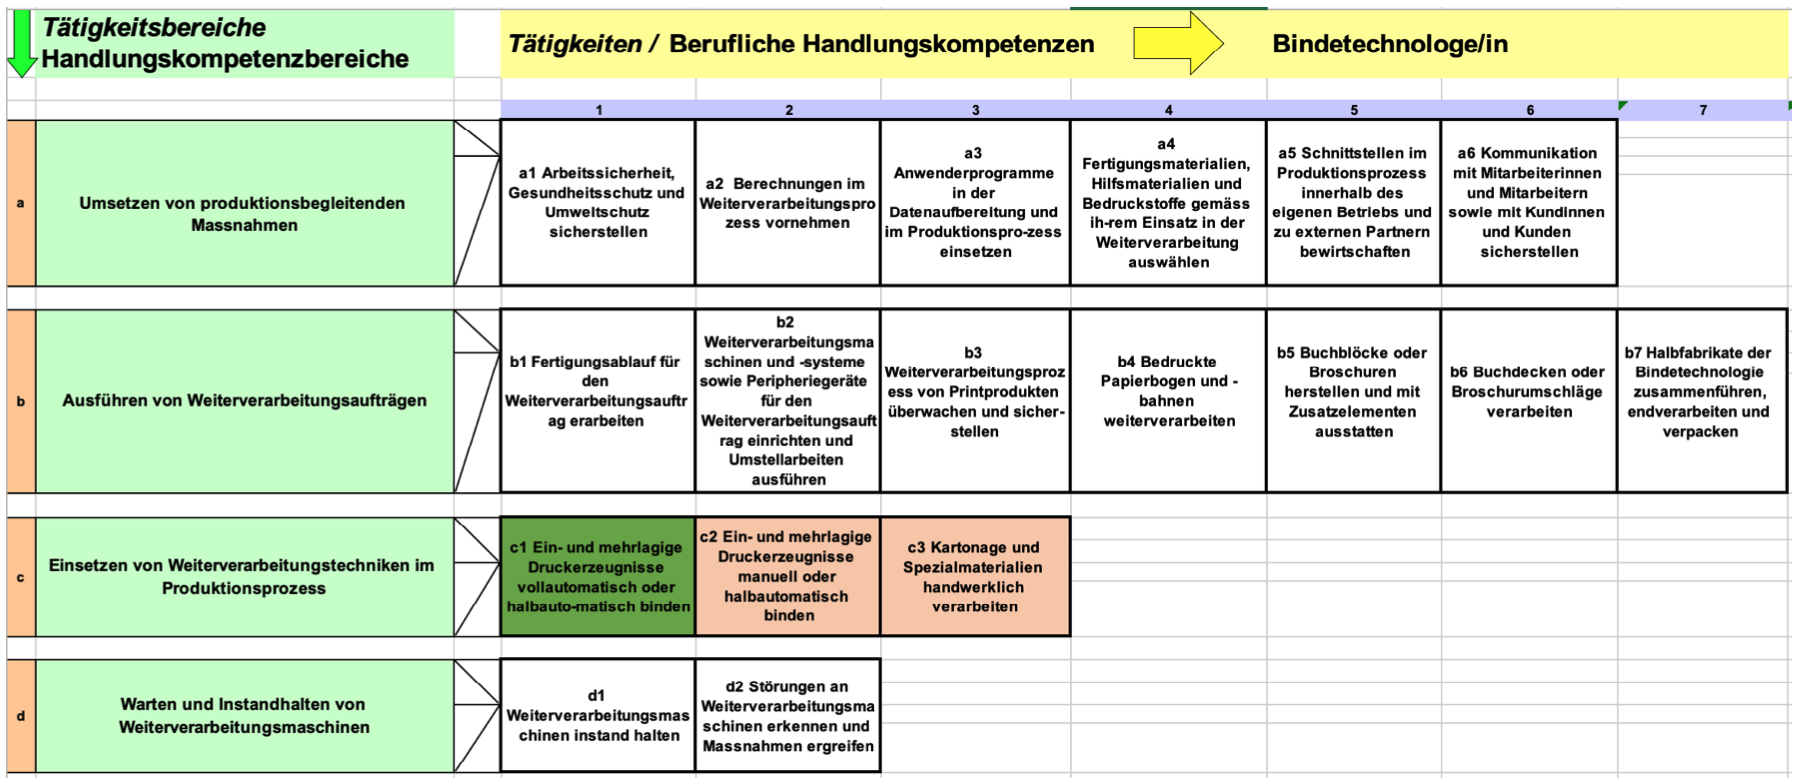 Tätigkeitsbereiche
Handlungskompetenzbereiche
Tätigkeiten / Berufliche Handlungskompetenzen
Bindetechnologe/in
1 2 3 4 5 6 7
a
Umsetzen von produktionsbegleitenden
Massnahmen
a1 Arbeitssicherheit,
Gesundheitsschutz und
Umweltschutz
sicherstellen
a2 Berechnungen im
Weiterverarbeitungspro
zess vornehmen
a3
Anwenderprogramme
in der
Datenaufbereitung und
im Produktionspro-zess
einsetzen
a4
Fertigungsmaterialien,
Hilfsmaterialien und
Bedruckstoffe gemäss
ih-rem Einsatz in der
Weiterverarbeitung
auswählen
a5 Schnittstellen im
Produktionsprozess
innerhalb des
eigenen Betriebs und
zu externen Partnern
bewirtschaften
a6 Kommunikation
mit Mitarbeiterinnen
und Mitarbeitern
sowie mit Kundinnen
und Kunden
sicherstellen
b
Ausführen von Weiterverarbeitungsaufträgen
b1 Fertigungsablauf für
den
Weiterverarbeitungsauftr
ag erarbeiten
b2
Weiterverarbeitungsma
schinen und -systeme
sowie Peripheriegeräte
für den
Weiterverarbeitungsauft
rag einrichten und
Umstellarbeiten
ausführen
b3
Weiterverarbeitungsproz
ess von Printprodukten
überwachen und sicher-
stellen
b4 Bedruckte
Papierbogen und -
bahnen
weiterverarbeiten
b5 Buchblöcke oder
Broschuren
herstellen und mit
Zusatzelementen
ausstatten
b6 Buchdecken oder
Broschurumschläge
verarbeiten
b7 Halbfabrikate der
Bindetechnologie
zusammenführen,
endverarbeiten und
verpacken
c
Einsetzen von Weiterverarbeitungstechniken im
Produktionsprozess
c1 Ein- und mehrlagige
Druckerzeugnisse
vollautomatisch oder
halbauto-matisch binden
c2 Ein- und mehrlagige
Druckerzeugnisse
manuell oder
halbautomatisch
binden
c3 Kartonage und
Spezialmaterialien
handwerklich
verarbeiten
d
Warten und Instandhalten von
Weiterverarbeitungsmaschinen
d1
Weiterverarbeitungsmas
chinen instand halten
d2 Störungen an
Weiterverarbeitungsma
schinen erkennen und
Massnahmen ergreifen